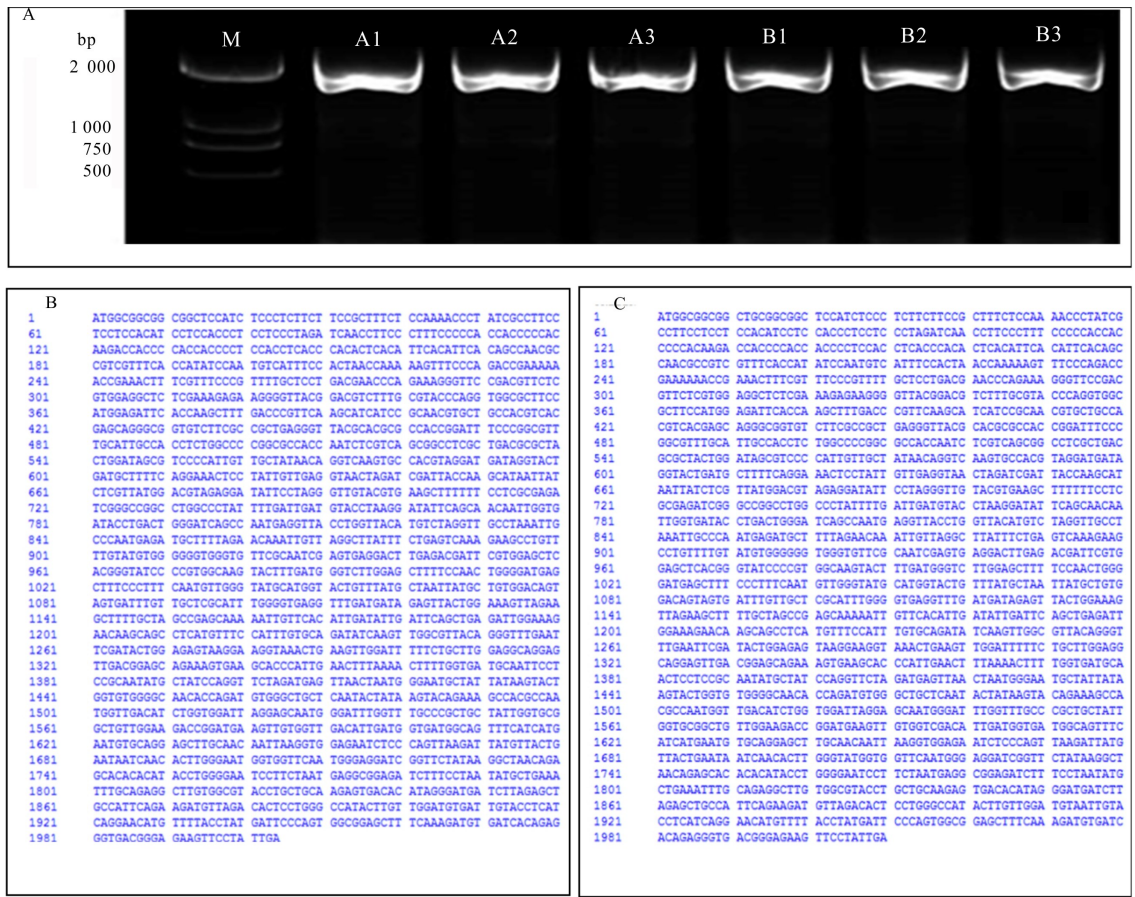 A
bp
M A1 A2 A3 B1 B2 B3
2 000
1 000
750
500
B
1 ATGGCGGCGG CGGCTCCATC TCCCTCTTCT TCCGCTTTCT CCAAAACCCT ATCGCCTTCC
61 TCCTCCACAT CCTCCACCCT CCTCCCTAGA TCAACCTTCC CCTTTCCCCC ACCACCCCCAC
121 AAGACCACCC CCACCACCCCT CCACCTCACC CACACTCACA TTCACATTCA CAGCCAACGC
181 CGTCGTTTCA CCATATCCAA TGTCATTTCC ACTAACCAAA AAGTTTCCCA GACCGAAAAA
241 ACCGAAACTT TCGTTTCCCG TTTTGCTCCT GACGAACCCA GAAAGGGTTC CGACGTTCTC
301 GTGGAGGCTC TCGAAAGAGA AGGGGTTACG GACGTCTTTG CGTACCCAGG TGGCGCTTCC
361 ATGGAGATTC ACCAAGCTTT GACCCGTTCA AGCATCATCC GCAACGTGCT GCCACGTCAC
421 GAGCAGGGCG GTGTCTTCGC CGCTGAGGGT TACGCACGCG CCACCGGATT TCCCGGCGTT
481 TGCATTGCCA CCTCTGGCCC CGGCGCCACC AATCTCGTCA GCGGCCTCGC TGACGCGCTA
541 CTGGATAGCG TCCCCATTGT TGCTATAACA GGTCAAGTGC CACGTAGGAT GATAGGTACT
601 GATGCTTTTC AGGAAACTCC TATTGTTGAG GTAACTAGAT CGATTACCAA GCATAATTAT
661 CTCGTTATGG ACGTAGAGGA TATTCCTAGG GTTGTACGTG AAGCTTTTTT CCTCGCGAGA
721 TCGGGCCGGC CTGGCCCTAT TTTGATTGAT GTACCTAAGG ATATTCAGCA ACAATTGGTG
781 ATACCTGACT GGGATCAGCC AATGAGGTTA CCTGGTTACA TGTCTAGGTT GCCTAAATTG
841 CCCAATGAGA TGCTTTTAGA ACAAATTGTT AGGCTTATTT CTGAGTCAAA GAAGCCTGTT
901 TTGTATGTGG GGGTGGGTG TTCGCAATCG AGTGAGGACT TGAGACGATT CGTGGAGCTC
961 ACGGGTATCC CCGTGGCAAG TACTTTGATG GGTCTTGGAG CTTTTCCAAC TGGGGATGAG
1021 CTTTCCCTTT CAATGTTGGG TATGCATGGT ACTGTTTATG CTAATTATGC TGTGGACAGT
1081 AGTGATTTGT TGCTCGCATT TGGGGTGAGG TTTGATGATA GAGTTACTGG AAAGTTAGAA
1141 GCTTTTGCTA GCCGAGCAAA AATTGTTCAC ATTGATATTG ATTCAGCTGA GATTGGAAAG
1201 AACAAGCAGC CTCATGTTTC CATTTGTGCA GATATCAAGT TGGCGTTACA GGGTTTGAAT
1261 TCGATACTGG AGAGTAAGGA AGGTAAACTG AAGTTGGATT TTTCTGCTTG GAGGCAGGAG
1321 TTGACGGAGC AGAAAGTGAA GCACCCATTG AACTTTAAAA CTTTTGGTGA TGCAATTCCT
1381 CCGCAATATG CTATCCAGGT TCTAGATGAG TTAACTAATG GGAATGCTAT TATAAGTACT
1441 GGTGTGGGGC AACACCAGAT GTGGGCTGCT CAATACTATA AGTACAGAAA GCCACGCCAA
1501 TGGTTGACAT CTGGTGGATT AGGAGCAATG GGATTTGGTT TGCCCGCTGC TATTGGTGCG
1561 GCTGTTGGAA GACCGGATGA AGTTGTGGTT GACATTGATG GTGATGGCAG TTTCATCATG
1621 AATGTGCAGG AGCTTGCAAC AATTAAGGTG GAGAATCTCC CAGTTAAGAT TATGTTACTG
1681 AATAATCAAC ACTTGGGAAT GGTGGTTCAA TGGGAGGATC GGTTCTATAA GGCTAACAGA
1741 GCACACACAT ACCTGGGGAA TCCTTCTAAT GAGGCGGAGA TCTTTCCTAA TATGCTGAAA
1801 TTTGCAGAGG CTTGTGGCGT ACCTGCTGCA AGAGTGACAC ATAGGGATGA TCTTAGAGCT
1861 GCCATTCAGA AGATGTTAGA CACTCCTGGG CCATACTTGT TGGATGTGAT TGTACCTCAT
1921 CAGGAACATG TTTTACCTAT GATTCCCAGT GGCGGAGCTT TCAAAGATGT GATCACAGAG
1981 GGTGACGGGA GAAGTTCCTA TTGA
C
1 ATGGCGGCGG CTGCGGCGGC TCCATCTCCC TCTTCTTCCG CTTTCTCCAA AACCCTATCG
61 CCTTCCTCCT CCACATCCTC CACCCTCCTC CCTAGATCAA CCTTCCCTTT CCCCCACCAC
121 CCCCACAAGA CCACCCCCAC CACCCTCCAC CTCACCCACA CTCACATTCA CATTCACAGC
181 CAACGCCGTC GTTTCACCAT ATCCAATGTC ATTTCCACTA ACCAAAAAGT TTCCCAGACC
241 GAAAAAACCG AAACTTTCGT TTCCCGTTTT GCTCCTGACG AACCCAGAAA GGGTTCCGAC
301 GTTCTCGTGG AGGCTCTCGA AAGAGAAGGG GTTACGGACG TCTTTGCGTA CCCAGGTGGC
361 GCTTCCATGG AGATTCACCA AGCTTTGACC CGTTCAAGCA TCATCCGCAA CGTGCTGCCA
421 CGTCACGAGC AGGGCGGTGT CTTCGCCGCT GAGGGTTACG CACGCGCCAC CGGATTTCCC
481 GGCGTTTGCA TTGCCACCTC TGGCCCCGGC GCCACCAATC TCGTCAGCGG CCTCGCTGAC
541 GCGCTACTGG ATAGCGTCCC CATTGTTGCT ATAACAGGTC AAGTGCCACG TAGGATGATA
601 GGTACTGATG CTTTTCAGGA AACTCCTATT GTTGAGGTAA CTAGATCGAT TACCAAGCAT
661 AATTATCTCG TTATGGACGT AGAGGATATT CCTAGGGTTG TACGTGAAGC TTTTTTCCTC
721 GCGAGATCGG GCCGGCCTGG CCCTATTTTG ATTGATGTAC CTAAGGATAT TCAGCAACAA
781 TTGGTGATAC CTGACTGGGA TCAGCCAATG AGGTTACCTG GTTACATGTC TAGGTTGCCT
841 AAATTGCCCA ATGAGATGCT TTTAGAACAA ATTGTTAGGC TTATTTCTGA GTCAAAGAAG
901 CCTGTTTTGT ATGTGGGGGG TGGGTGTTCG CAATCGAGTG AGGACTTGAG ACGATTCGTG
961 GAGCTCACGG GTATCCCCGT GGCAAGTACT TTGATGGGTC TTGGAGCTTT TCCAACTGGG
1021 GATGAGCTTT CCCTTTCAAT GTTGGGTATG CATGGTACTG TTTATGCTAA TTATGCTGTG
1081 GACAGTAGTG ATTTGTTGCT CGCATTTGGG GTGAGGTTTG ATGATAGAGT TACTGGAAAG
1141 TTAGAAGCTT TTGCTAGCCG AGCAAAAATT GTTCACATTG ATATTGATTC AGCTGAGATT
1201 GGAAAGAACA AGCAGCCTCA TGTTTCCATT TGTGCAGATA TCAAGTTGGC GTTACAGGGT
1261 TTGAATTCGA TACTGGAGAG TAAGGAAGGT AAACTGAAGT TGGATTTTTC TGCTTGGAGG
1321 CAGGAGTTGA CGGAGCAGAA AGTGAAGCAC CCATTGAACT TTAAAACTTT TGGTGATGCA
1381 ACTCCTCCGC AATATGCTAT CCAGGTTCTA GATGAGTTAA CTAATGGGAA TGCTATTATA
1441 AGTACTGGTG TGGGGCAACA CCAGATGTGG GCTGCTCAAT ACTATAAGTA CAGAAAGCCA
1501 CGCCAATGGT TGACATCTGG TGGATTAGGA GCAATGGGAT TTGGTTTGCC CGCTGCTATT
1561 GGTGCGGCTG TTGGAAGACC GGATGAAGTT GTGGTCGACA TTGATGGTGA TGGCAGTTTC
1621 ATCATGAATG TGCAGGAGCT TGCAACAATT AAGGTGGAGA ATCTCCCAGT TAAGATTATG
1681 TTACTGAATA ATCAACACTT GGGTATGGTG GTTCAATGGG AGGATCGGTT CTATAAGGCT
1741 AACAGAGCAC ACACATACCT GGGGAATCCT TCTAATGAGG CGGAGATCTT TCCTAATATG
1801 CTGAAATTTG CAGAGGCTTG TGGCGTACCT GCTGCAAGAG TGACACATAG GGATGATCTT
1861 AGAGCTGCCA TTCAGAAGAT GTTAGACACT CCTGGGCCAT ACTTGTTGGA TGTAATTGTA
1921 CCTCATCAGG AACATGTTTT ACCTATGATT CCCAGTGGCG GAGCTTTCAA AGATGTGATC
1981 ACAGAGGGTG ACGGGAGAAG TTCCTATTGA